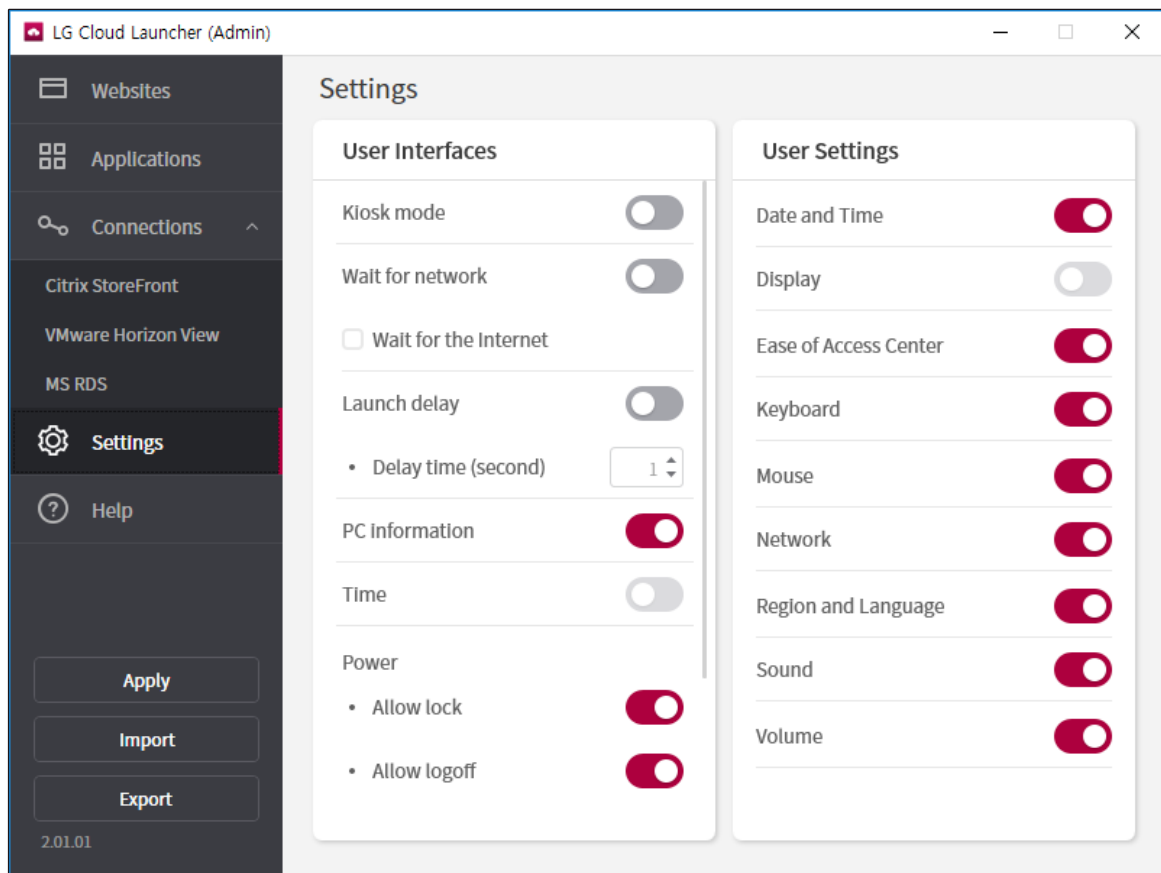 LG Cloud Launcher (Admin)
Websites
Applications
Connections
Citrix StoreFront
VMware Horizon View
MS RDS
Settings
Help
Apply
Import
Export
2.01.01
Settings
User Interfaces
Kiosk mode
Wait for network
Wait for the Internet
Launch delay
• Delay time (second) 1
PC information
Time
Power
• Allow lock
• Allow logoff
User Settings
Date and Time
Display
Ease of Access Center
Keyboard
Mouse
Network
Region and Language
Sound
Volume